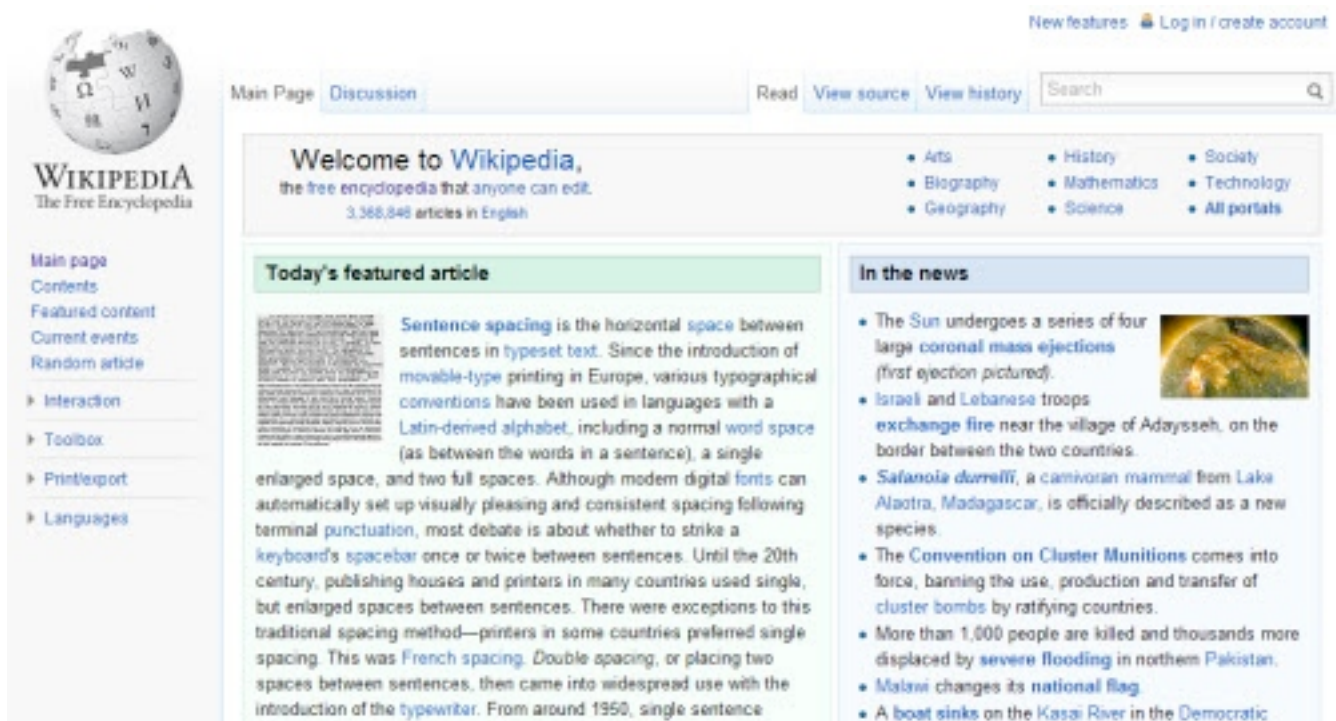 New features Log in / create account
WIKIPEDIA
The Free Encyclopedia
Main Page Discussion Read View source View history Search
Welcome to Wikipedia,
the free encyclopedia that anyone can edit.
3,368,846 articles in English
• Arts • History • Society
• Biography • Mathematics • Technology
• Geography • Science • All portals
Main page
Contents
Featured content
Current events
Random article
Interaction
Toolbox
Print/export
Languages
Today's featured article
Sentence spacing is the horizontal space between
sentences in typeset text. Since the introduction of
movable-type printing in Europe, various typographical
conventions have been used in languages with a
Latin-derived alphabet, including a normal word space
(as between the words in a sentence), a single
enlarged space, and two full spaces. Although modern digital fonts can
automatically set up visually pleasing and consistent spacing following
terminal punctuation, most debate is about whether to strike a
keyboard's spacebar once or twice between sentences. Until the 20th
century, publishing houses and printers in many countries used single,
but enlarged spaces between sentences. There were exceptions to this
traditional spacing method—printers in some countries preferred single
spacing. This was French spacing. Double spacing, or placing two
spaces between sentences, then came into widespread use with the
introduction of the typewriter. From around 1950, single sentence
In the news
• The Sun undergoes a series of four
large coronal mass ejections
(first ejection pictured).
• Israeli and Lebanese troops
exchange fire near the village of Adaysseh, on the
border between the two countries.
• Salanoia durrelli, a carnivoran mammal from Lake
Alaotra, Madagascar, is officially described as a new
species.
• The Convention on Cluster Munitions comes into
force, banning the use, production and transfer of
cluster bombs by ratifying countries.
• More than 1,000 people are killed and thousands more
displaced by severe flooding in northern Pakistan.
• Malawi changes its national flag.
• A boat sinks on the Kasai River in the Democratic